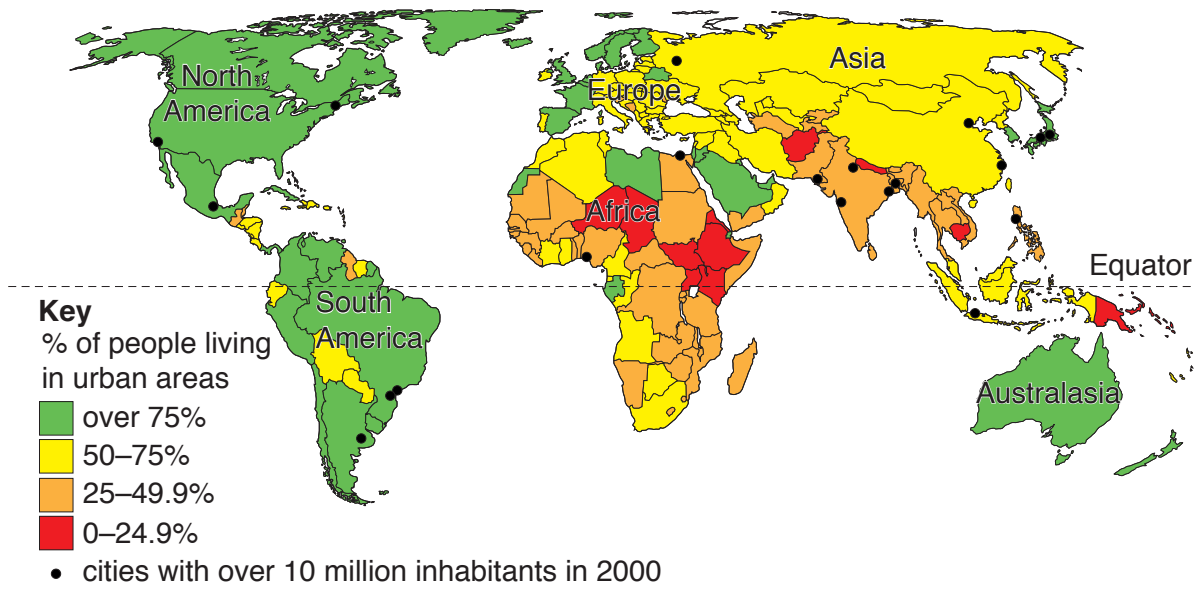 North
America
Europe
Asia
Africa
Equator
South
America
Australasia
Key
% of people living
in urban areas
over 75%
50–75%
25–49.9%
0–24.9%
cities with over 10 million inhabitants in 2000